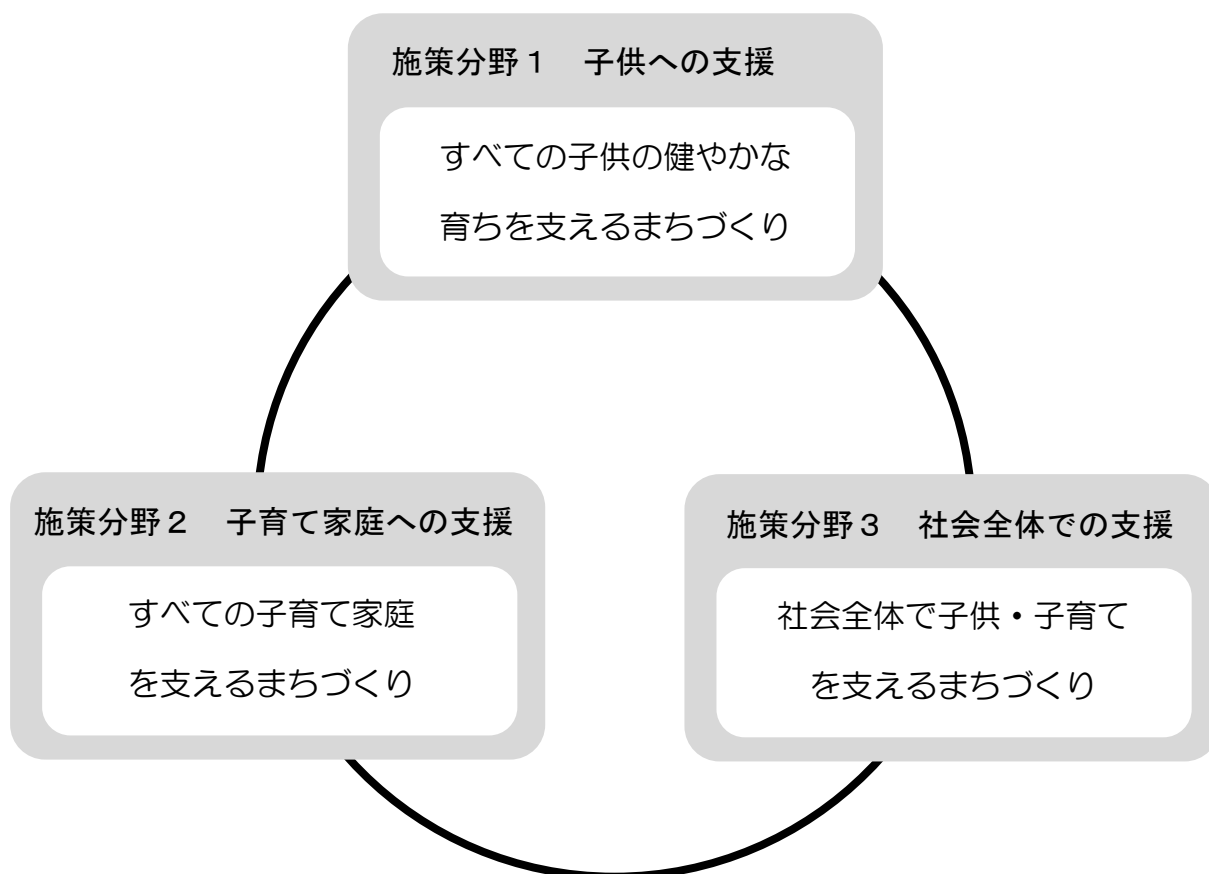 施策分野１　子供への支援
すべての子供の健やかな
育ちを支えるまちづくり
施策分野２　子育て家庭への支援
すべての子育て家庭
を支えるまちづくり
施策分野３　社会全体での支援
社会全体で子供・子育て
を支えるまちづくり